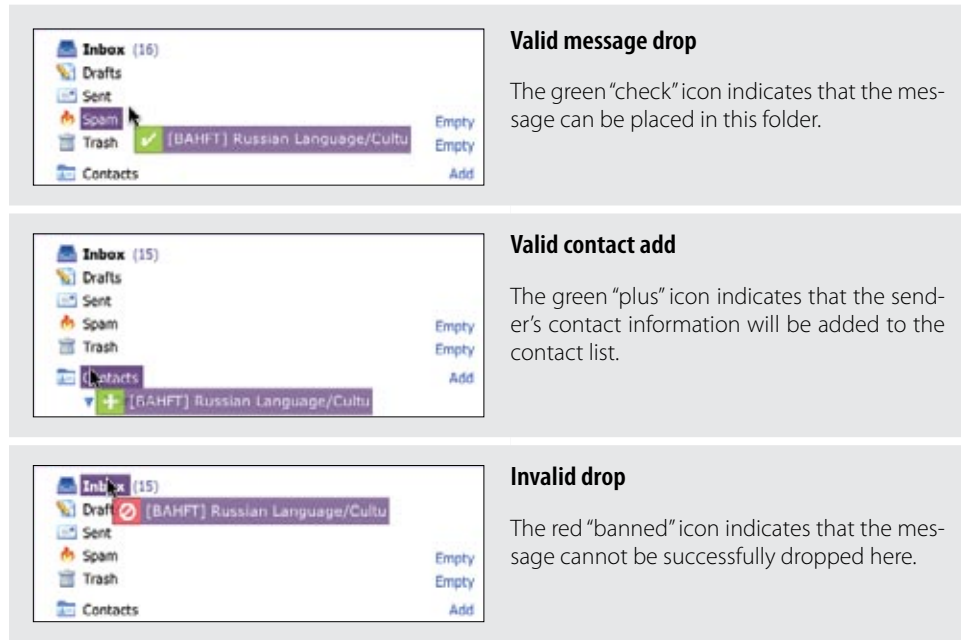 Inbox (16)
Drafts
Sent
Spam Empty
[BAHFT] Russian Language/Cultu
Trash Empty
Contacts Add
Valid message drop
The green “check” icon indicates that the mes-
sage can be placed in this folder.
Inbox (15)
Drafts
Sent
Spam Empty
Trash Empty
Contacts Add
[BAHFT] Russian Language/Cultu
Valid contact add
The green “plus” icon indicates that the send-
er’s contact information will be added to the
contact list.
Inbox (15)
Draft
[BAHFT] Russian Language/Cultu
Sent
Spam Empty
Trash Empty
Contacts Add
Invalid drop
The red “banned” icon indicates that the mes-
sage cannot be successfully dropped here.